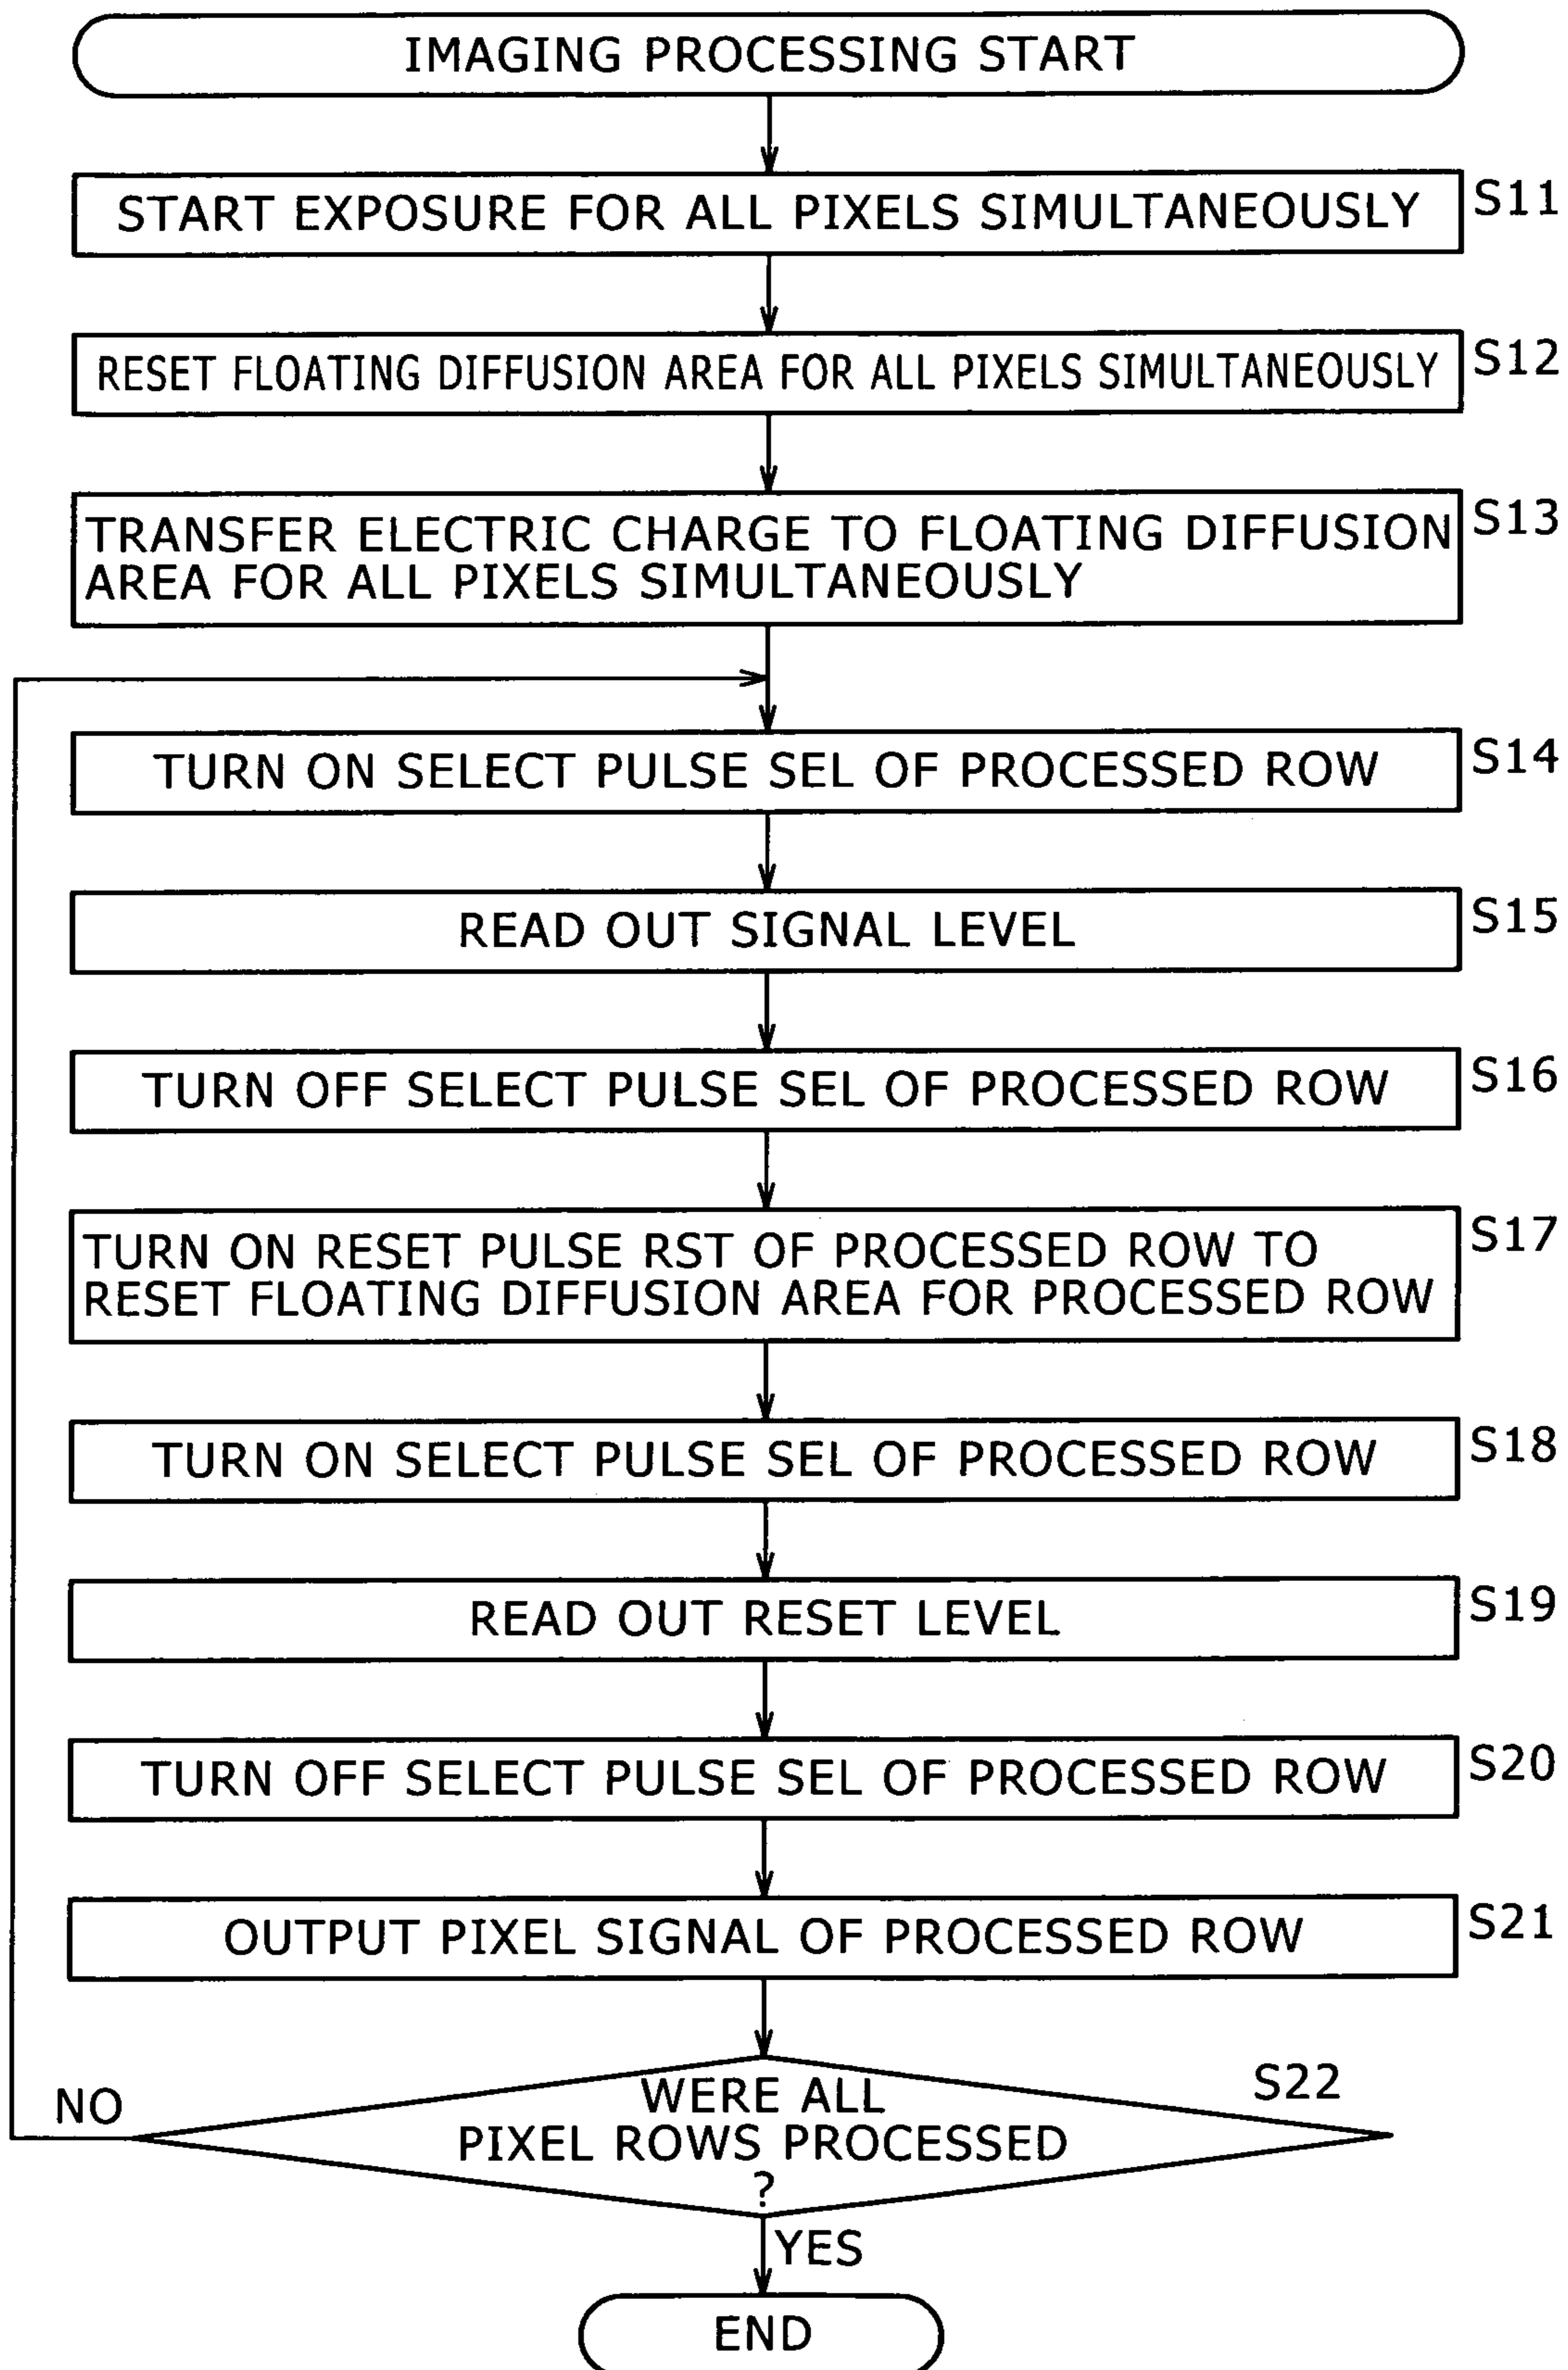 IMAGING PROCESSING START
START EXPOSURE FOR ALL PIXELS SIMULTANEOUSLY
S11
RESET FLOATING DIFFUSION AREA FOR ALL PIXELS SIMULTANEOUSLY
S12
TRANSFER ELECTRIC CHARGE TO FLOATING DIFFUSION
AREA FOR ALL PIXELS SIMULTANEOUSLY
S13
TURN ON SELECT PULSE SEL OF PROCESSED ROW
S14
READ OUT SIGNAL LEVEL
S15
TURN OFF SELECT PULSE SEL OF PROCESSED ROW
S16
TURN ON RESET PULSE RST OF PROCESSED ROW TO
RESET FLOATING DIFFUSION AREA FOR PROCESSED ROW
S17
TURN ON SELECT PULSE SEL OF PROCESSED ROW
S18
READ OUT RESET LEVEL
S19
TURN OFF SELECT PULSE SEL OF PROCESSED ROW
S20
OUTPUT PIXEL SIGNAL OF PROCESSED ROW
S21
WERE ALL
PIXEL ROWS PROCESSED
?
S22
NO
YES
END